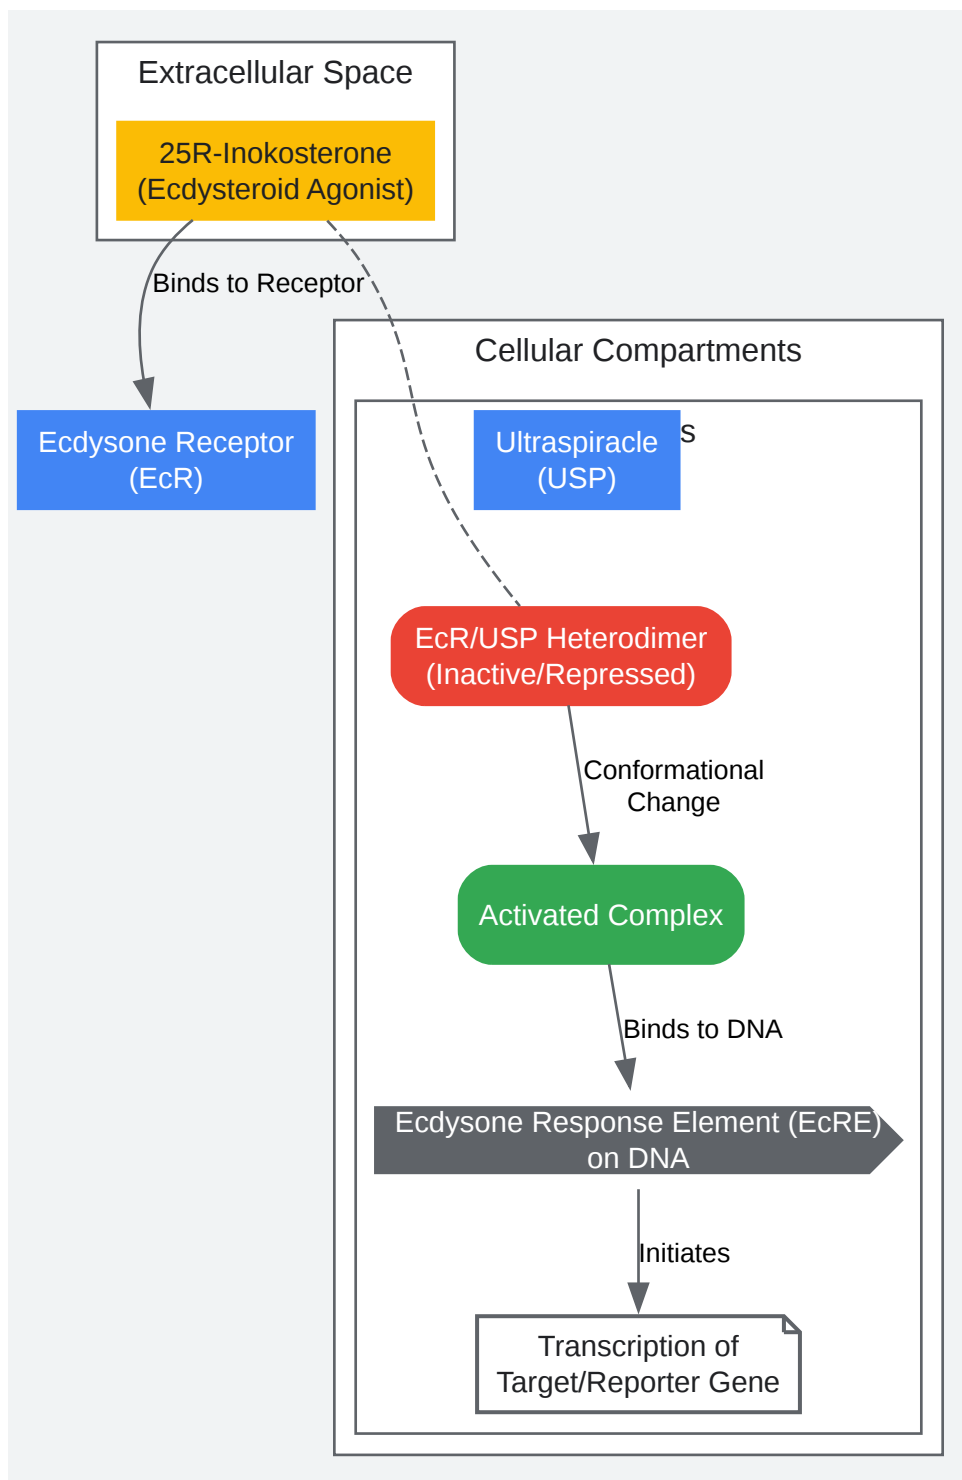 Extracellular Space
25R-Inokosterone
(Ecdysteroid Agonist)
Binds to Receptor
Cellular Compartments
Ecdysone Receptor
(EcR)
Ultraspiracle
(USP)
s
EcR/USP Heterodimer
(Inactive/Repressed)
Conformational
Change
Activated Complex
Binds to DNA
Ecdysone Response Element (EcRE)
on DNA
Initiates
Transcription of
Target/Reporter Gene